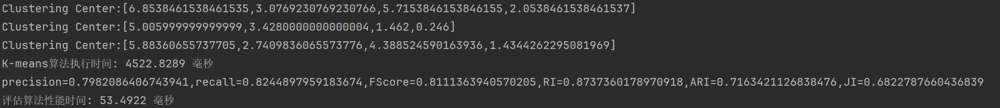 Clustering Center:[6.8538461538461535,3.0769230769230766,5.7153846153846155,2.0538461538461537]
Clustering Center:[5.005999999999999,3.4280000000000004,1.462,0.246]
Clustering Center:[5.88360655737705,2.7409836065573776,4.388524590163936,1.4344262295081969]
K-means算法执行时间: 4522.8289 毫秒
precision=0.7982086406743941,recall=0.8244897959183674,FScore=0.8111363940570205,RI=0.8737360178970918,ARI=0.7163421126838476,JI=0.6822787660436839
评估算法性能时间: 53.4922 毫秒